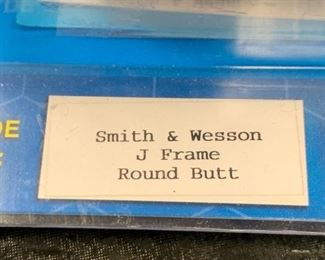 Smith & Wesson
J Frame
Round Butt